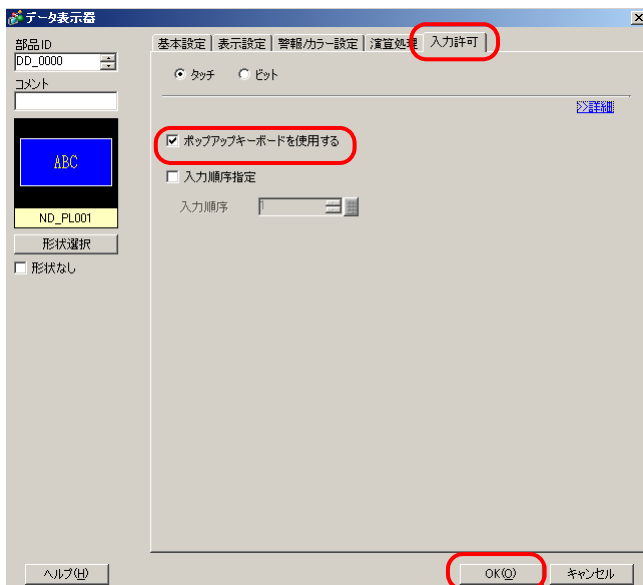 データ表示器
部品ID
DD_0000
コメント
ABC
ND_PL001
形状選択
形状なし
基本設定 表示設定 警報/カラー設定 演算処理 入力許可
タッチ ビット
>>詳細
ポップアップキーボードを使用する
入力順序指定
入力順序 1
ヘルプ(H) OK(O) キャンセル